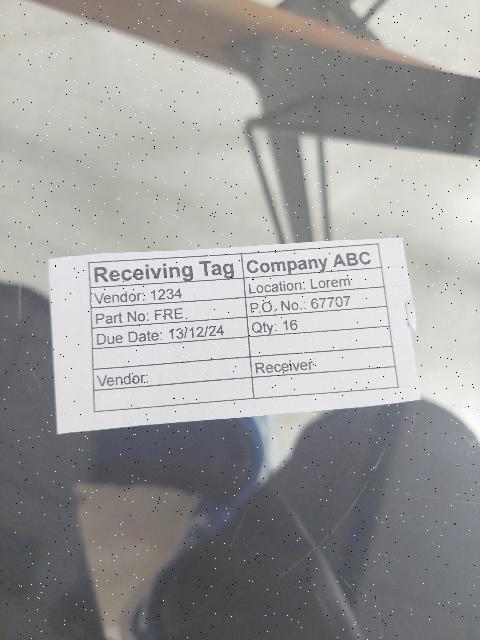 Receiving Tag Company ABC
Vendor: 1234 Location: Lorem
Part No: FRE P.O. No.: 67707
Due Date: 13/12/24 Qty: 16
Vendor: Receiver